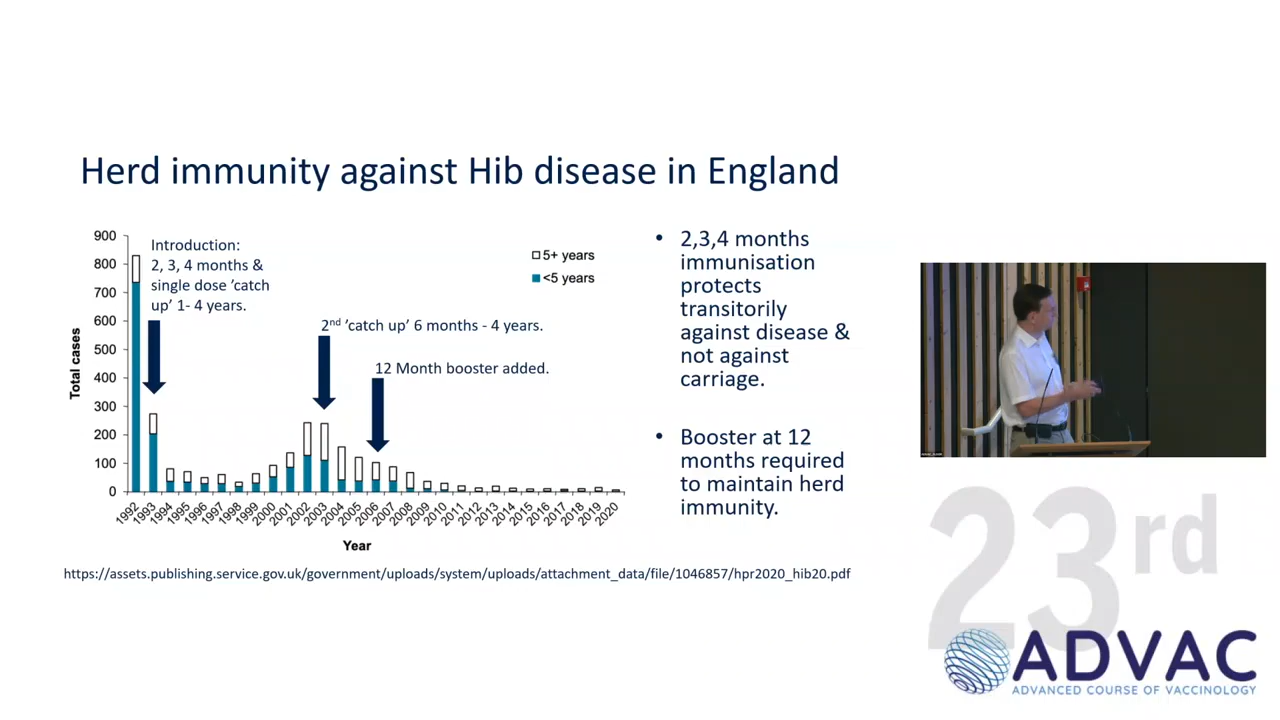 Herd immunity against Hib disease in England
900
800
700
600
500
400
300
200
100
0
Total cases
Introduction:
2, 3, 4 months &
single dose 'catch
up' 1- 4 years.
2nd 'catch up' 6 months - 4 years.
12 Month booster added.
5+ years
<5 years
1992
1993
1994
1995
1996
1997
1998
1999
2000
2001
2002
2003
2004
2005
2006
2007
2008
2009
2010
2011
2012
2013
2014
2015
2016
2017
2018
2019
2020
Year
https://assets.publishing.service.gov.uk/government/uploads/system/uploads/attachment_data/file/1046857/hpr2020_hib20.pdf
• 2,3,4 months
immunisation
protects
transitorily
against disease &
not against
carriage.
• Booster at 12
months required
to maintain herd
immunity.
23rd
ADVAC
ADVANCED COURSE OF VACCINOLOGY